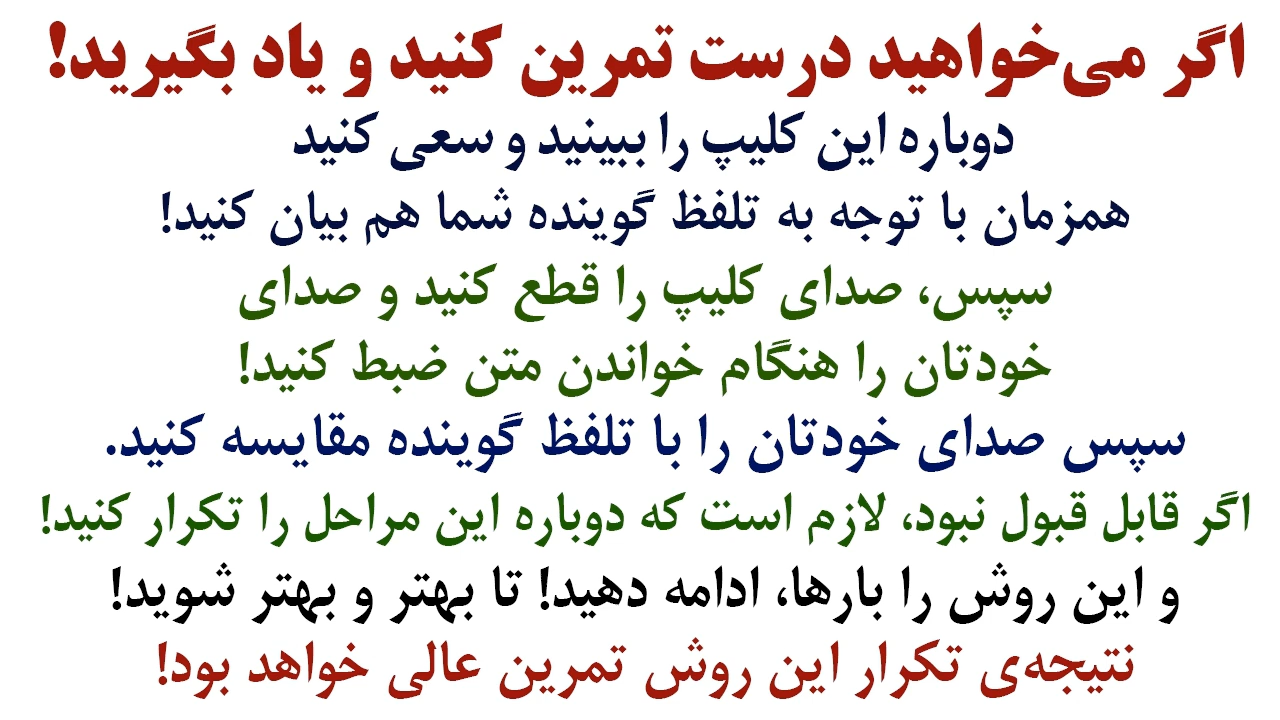 اگر می‌خواهید درست تمرین کنید و یاد بگیرید!
دوباره این کلیپ را ببینید و سعی کنید
همزمان با توجه به تلفظ گوینده شما هم بیان کنید!
سپس، صدای کلیپ را قطع کنید و صدای
خودتان را هنگام خواندن متن ضبط کنید!
سپس صدای خودتان را با تلفظ گوینده مقایسه کنید.
اگر قابل قبول نبود، لازم است که دوباره این مراحل را تکرار کنید!
و این روش را بارها، ادامه دهید! تا بهتر و بهتر شوید!
نتیجه‌ی تکرار این روش تمرین عالی خواهد بود!